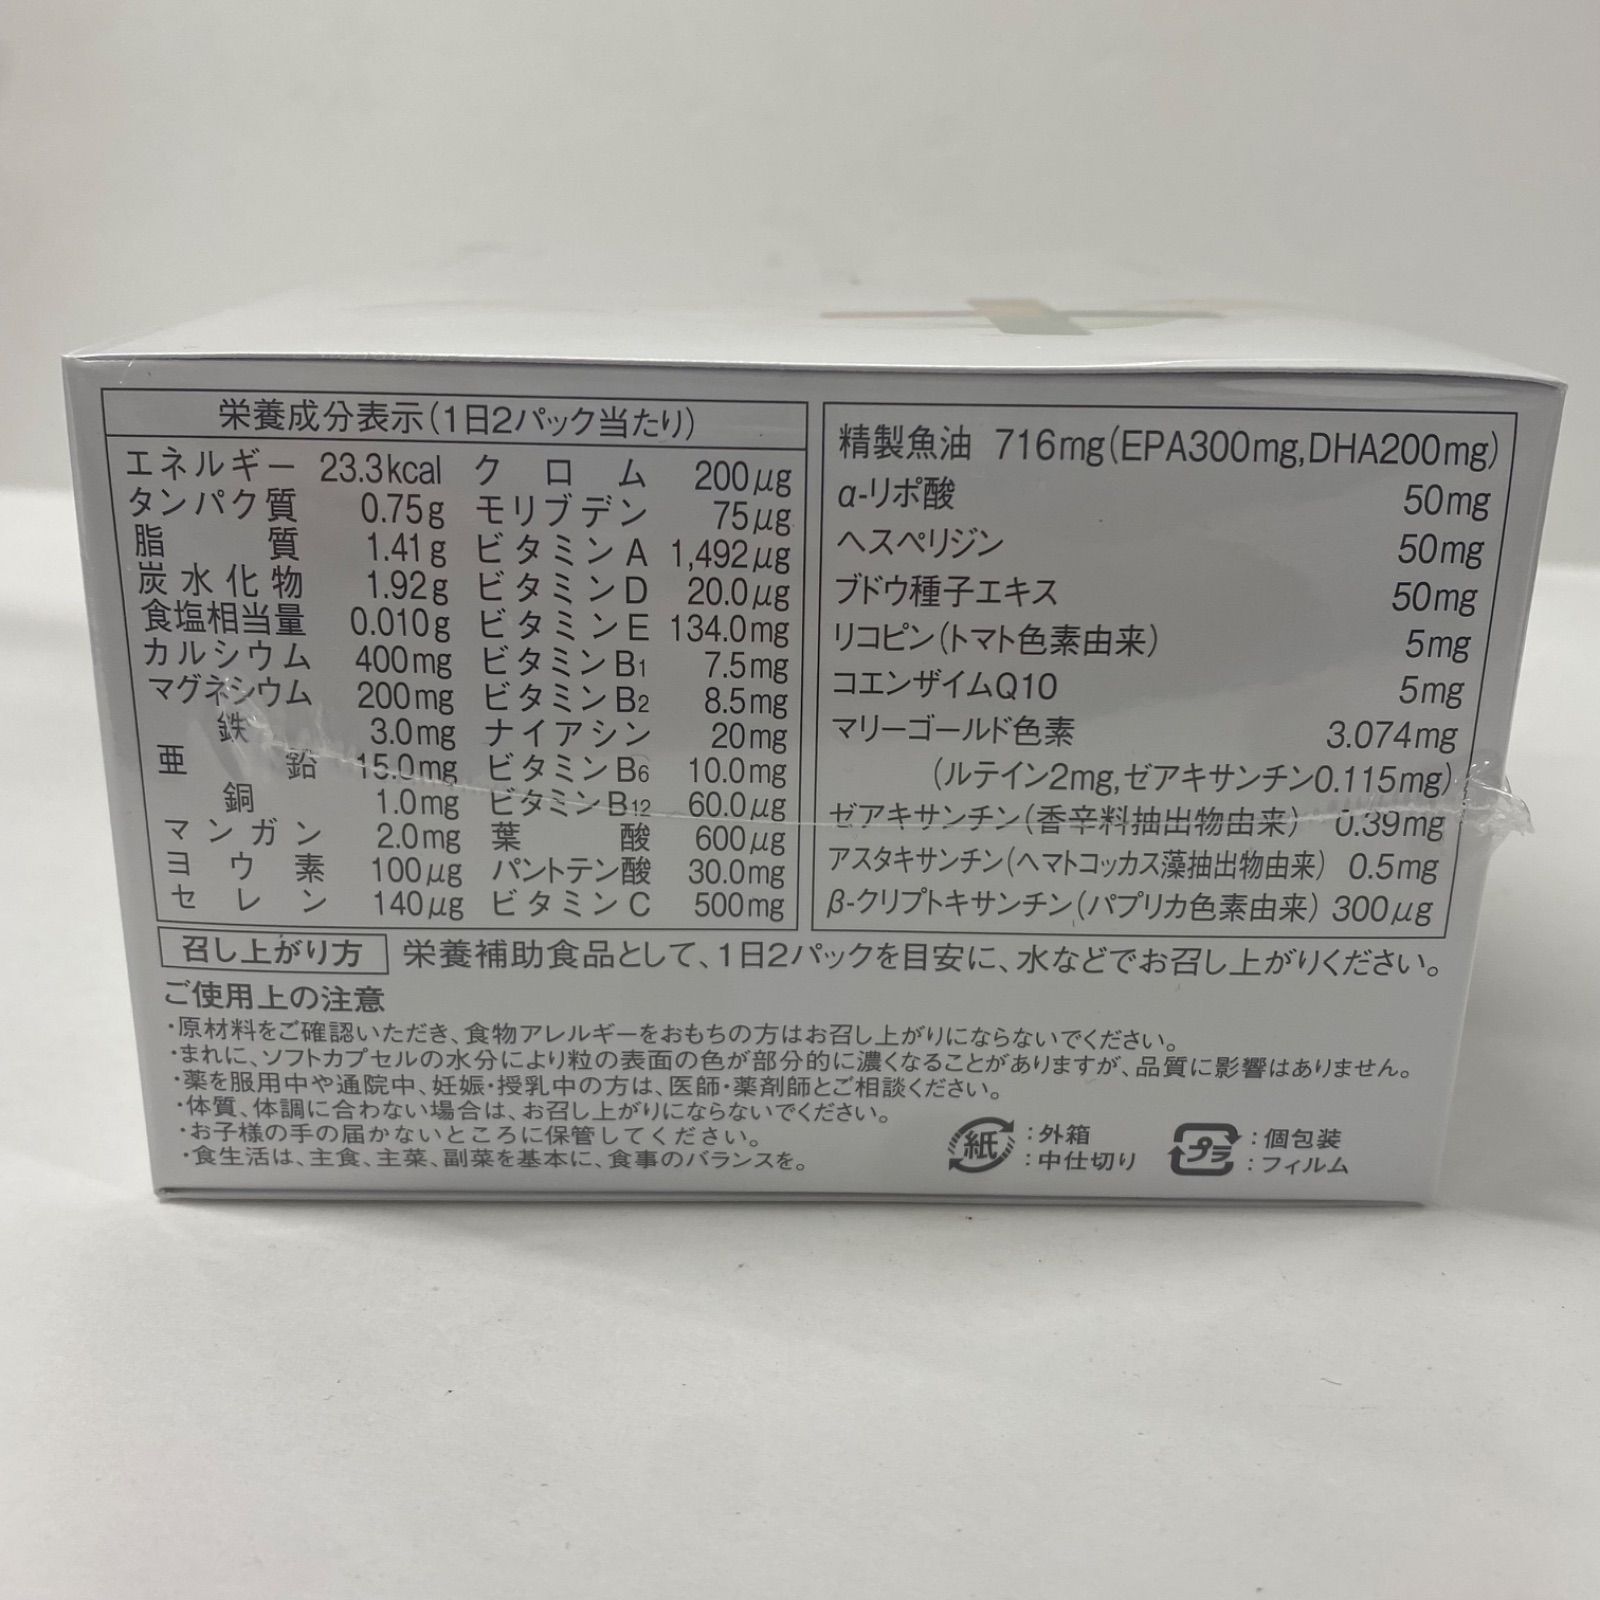 栄養成分表示(1日2パック当たり)
エネルギー 23.3kcal
タンパク質 0.75g
脂質 1.41g
炭水化物 1.92g
食塩相当量 0.010g
カルシウム 400mg
マグネシウム 200mg
鉄 3.0mg
亜鉛 15.0mg
銅 1.0mg
マンガン 2.0mg
ヨウ素 100μg
セレン 140μg
クロム 200μg
モリブデン 75μg
ビタミンA 1,492μg
ビタミンD 20.0μg
ビタミンE 134.0mg
ビタミンB1 7.5mg
ビタミンB2 8.5mg
ナイアシン 20mg
ビタミンB6 10.0mg
ビタミンB12 60.0μg
葉酸 600μg
パントテン酸 30.0mg
ビタミンC 500mg
精製魚油 716mg(EPA300mg,DHA200mg)
α-リポ酸 50mg
ヘスペリジン 50mg
ブドウ種子エキス 50mg
リコピン(トマト色素由来) 5mg
コエンザイムQ10 5mg
マリーゴールド色素 3.074mg
(ルテイン2mg,ゼアキサンチン0.115mg)
ゼアキサンチン(香辛料抽出物由来) 0.39mg
アスタキサンチン(ヘマトコッカス藻抽出物由来) 0.5mg
β-クリプトキサンチン(パプリカ色素由来) 300μg
召し上がり方 栄養補助食品として、1日2パックを目安に、水などでお召し上がりください。
ご使用上の注意
・原材料をご確認いただき、食物アレルギーをおもちの方はお召し上がりにならないでください。
・まれに、ソフトカプセルの水分により粒の表面の色が部分的に濃くなることがありますが、品質に影響はありません。
・薬を服用中や通院中、妊娠・授乳中の方は、医師・薬剤師とご相談ください。
・体質、体調に合わない場合は、お召し上がりにならないでください。
・お子様の手の届かないところに保管してください。
・食生活は、主食、主菜、副菜を基本に、食事のバランスを。
紙 :外箱
:中仕切り
プラ :個包装
:フィルム